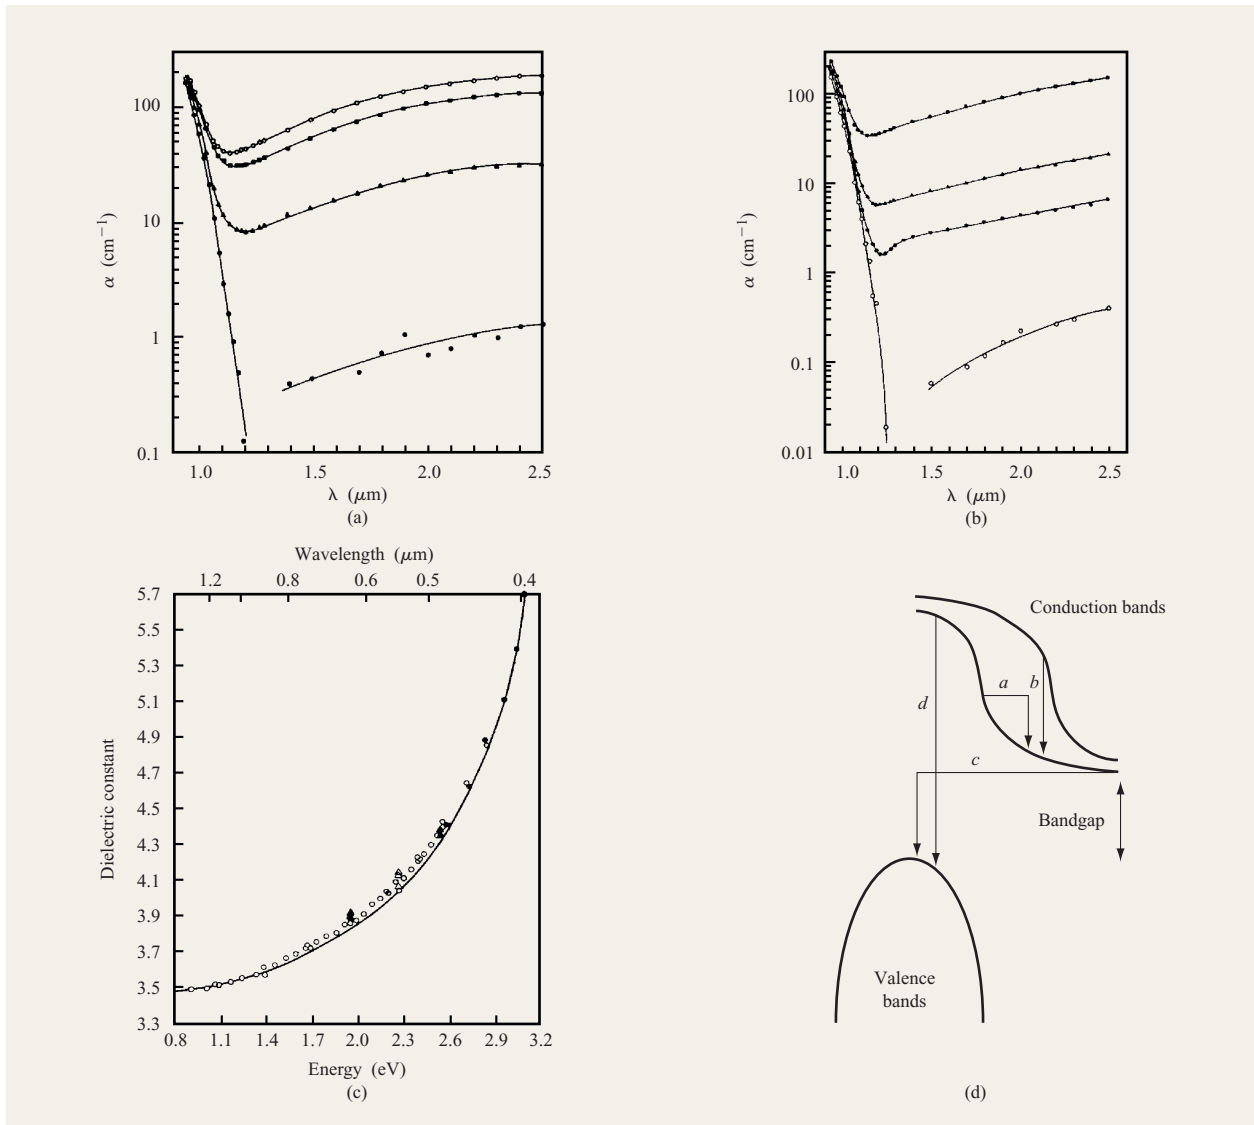 100
10
1
0.1
α (cm−1)
1.0 1.5 2.0 2.5
λ (μm)
(a)
100
10
1
0.1
0.01
α (cm−1)
1.0 1.5 2.0 2.5
λ (μm)
(b)
Wavelength (μm)
1.2 0.8 0.6 0.5 0.4
5.7
5.5
5.3
5.1
4.9
4.7
4.5
4.3
4.1
3.9
3.7
3.5
3.3
Dielectric constant
0.8 1.1 1.4 1.7 2.0 2.3 2.6 2.9 3.2
Energy (eV)
(c)
Conduction bands
a b
d
c
Bandgap
Valence
bands
(d)